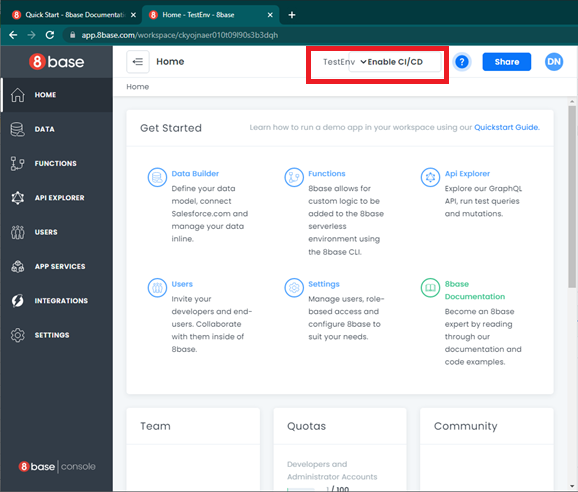 Quick Start - 8base Documentatio
Home - TestEnv - 8base
app.8base.com/workspace/ckyojnaer010t09l90s3b3dqh
8base
Home
TestEnv
Enable CI/CD
?
Share
DN
Home
HOME
DATA
FUNCTIONS
API EXPLORER
USERS
APP SERVICES
INTEGRATIONS
SETTINGS
8base console
Get Started
Learn how to run a demo app in your workspace using our Quickstart Guide.
Data Builder
Define your data
model, connect
Salesforce.com and
manage your data
inline.
Functions
8base allows for
custom logic to
be added to the 8base
serverless
environment using
the 8base CLI.
Api Explorer
Explore our GraphQL
API, run test queries
and mutations.
Users
Invite your
developers and end-
users. Collaborate
with them inside of
8base.
Settings
Manage users, role-
based access and
configure 8base to
suit your needs.
8base
Documentation
Become an 8base
expert by reading
through our
documentation and
code examples.
Team
Quotas
Developers and
Administrator Accounts
1 / 100
Community